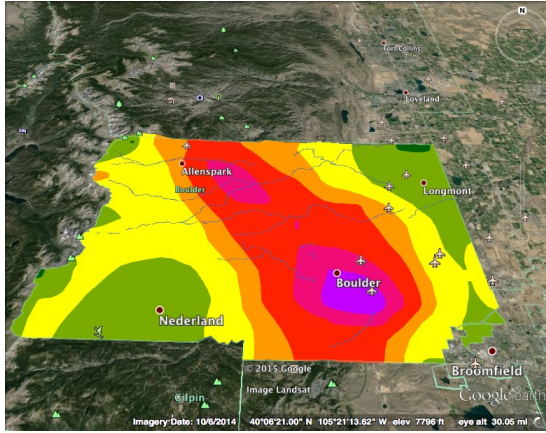 N
Fort Collins
Loveland
Allenspark
Boulder
Longmont
Boulder
Nederland
© 2015 Google
Broomfield
Gilpin
Image Landsat
Google earth
Imagery Date: 10/6/2014 40°06'21.00" N 105°21'13.62" W elev 7796 ft eye alt 30.05 mi